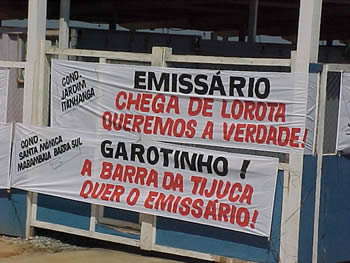 COND.
JARDIM
ITANHANGA
EMISSÁRIO
CHEGA DE LOROTA
QUEREMOS A VERDADE!
COND.
SANTA MÔNICA
MARAMBAIA BARRA SUL
GAROTINHO!
A BARRA DA TIJUCA
QUER O EMISSÁRIO!